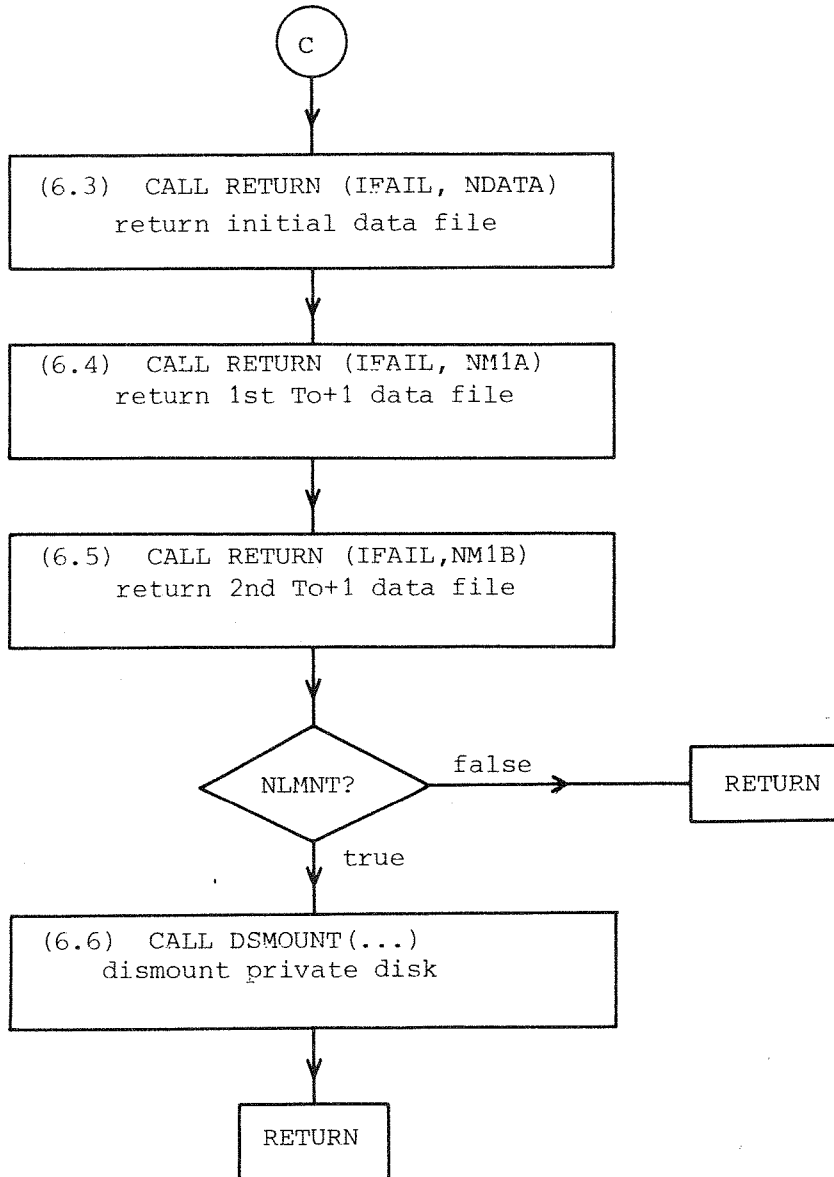 C
(6.3) CALL RETURN (IFAIL, NDATA)
return initial data file
(6.4) CALL RETURN (IFAIL, NM1A)
return 1st To+1 data file
(6.5) CALL RETURN (IFAIL,NM1B)
return 2nd To+1 data file
NLMNT?
false
RETURN
true
(6.6) CALL DSMOUNT(...)
dismount private disk
RETURN